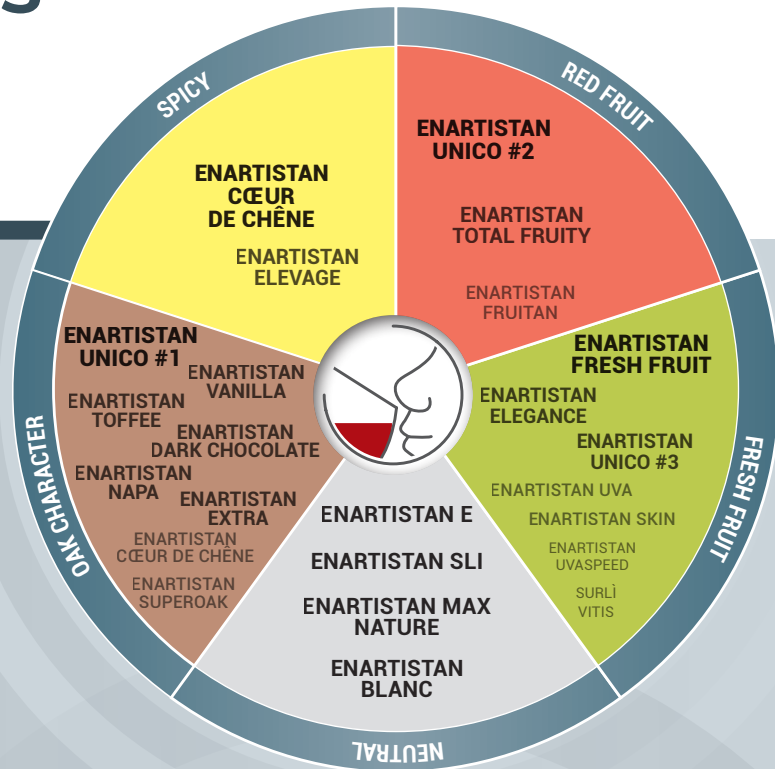 SPICY
ENARTISTAN
CŒUR
DE CHÊNE
ENARTISTAN
ELEVAGE
RED FRUIT
ENARTISTAN
UNICO #2
ENARTISTAN
TOTAL FRUITY
ENARTISTAN
FRUITAN
FRESH FRUIT
ENARTISTAN
FRESH FRUIT
ENARTISTAN
ELEGANCE
ENARTISTAN
UNICO #3
ENARTISTAN UVA
ENARTISTAN SKIN
ENARTISTAN
UVASPEED
SURLÌ
VITIS
NEUTRAL
ENARTISTAN E
ENARTISTAN SLI
ENARTISTAN MAX
NATURE
ENARTISTAN
BLANC
OAK CHARACTER
ENARTISTAN
UNICO #1
ENARTISTAN
VANILLA
ENARTISTAN
TOFFEE
ENARTISTAN
DARK CHOCOLATE
ENARTISTAN
NAPA
ENARTISTAN
EXTRA
ENARTISTAN
CŒUR DE CHÊNE
ENARTISTAN
SUPEROAK